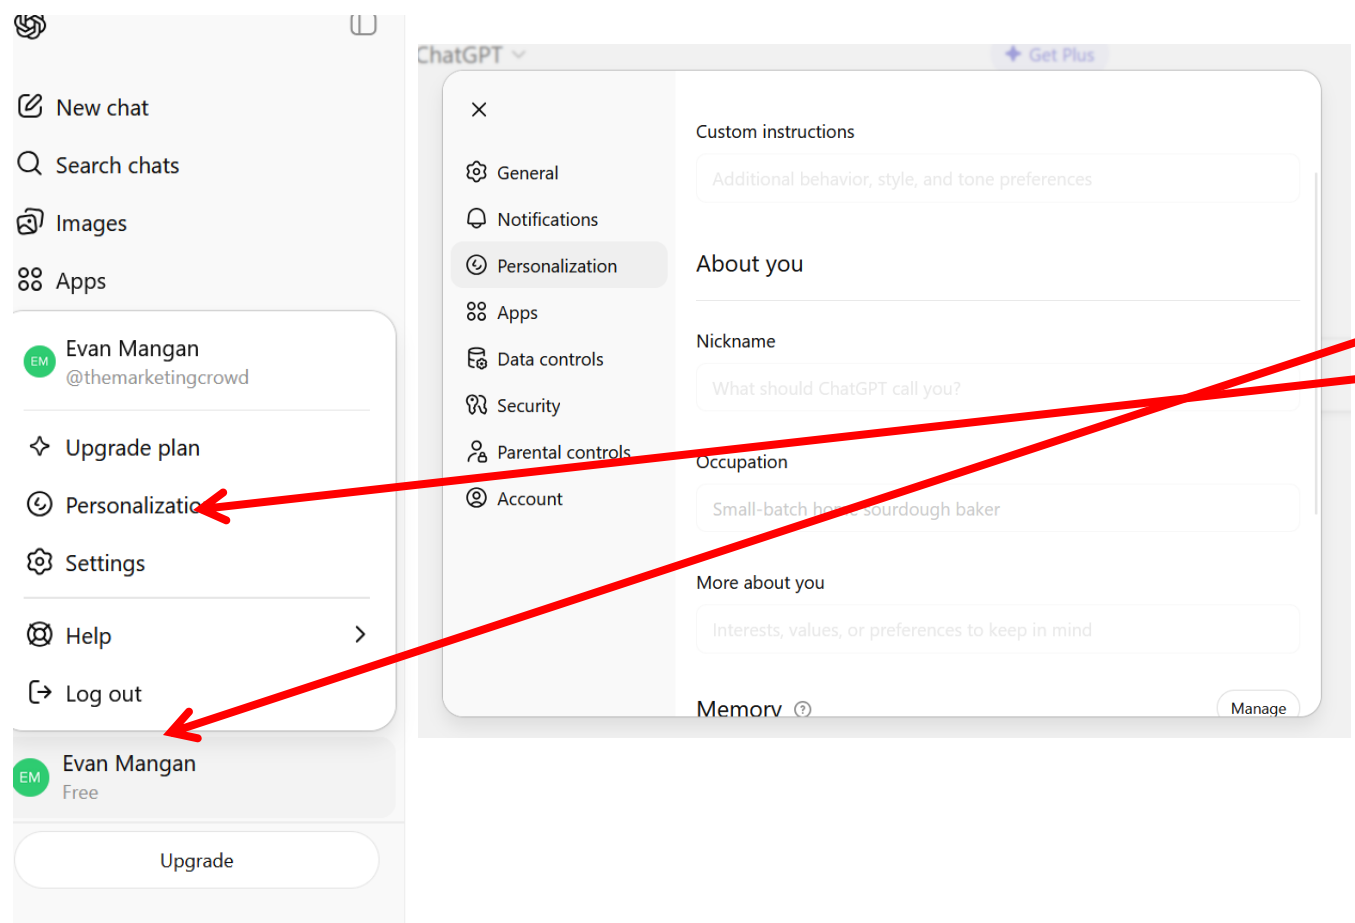 New chat
Search chats
Images
Apps
EM
Evan Mangan
@themarketingcrowd
Upgrade plan
Personalizatio
Settings
Help
Log out
EM
Evan Mangan
Free
Upgrade
ChatGPT
Get Plus
General
Notifications
Personalization
Apps
Data controls
Security
Parental controls
Account
Custom instructions
Additional behavior, style, and tone preferences
About you
Nickname
What should ChatGPT call you?
Occupation
Small-batch home sourdough baker
More about you
Interests, values, or preferences to keep in mind
Memory
Manage